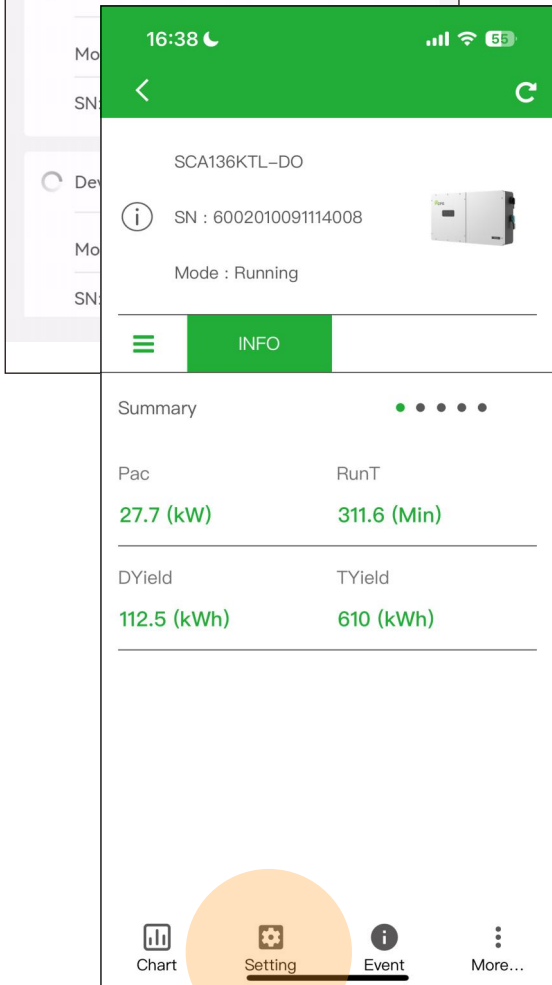 Mo
SN:
Dev
Mo
SN:
16:38
55
SCA136KTL-DO
SN : 6002010091114008
Mode : Running
INFO
Summary
Pac RunT
27.7 (kW) 311.6 (Min)
DYield TYield
112.5 (kWh) 610 (kWh)
Chart Setting Event More...